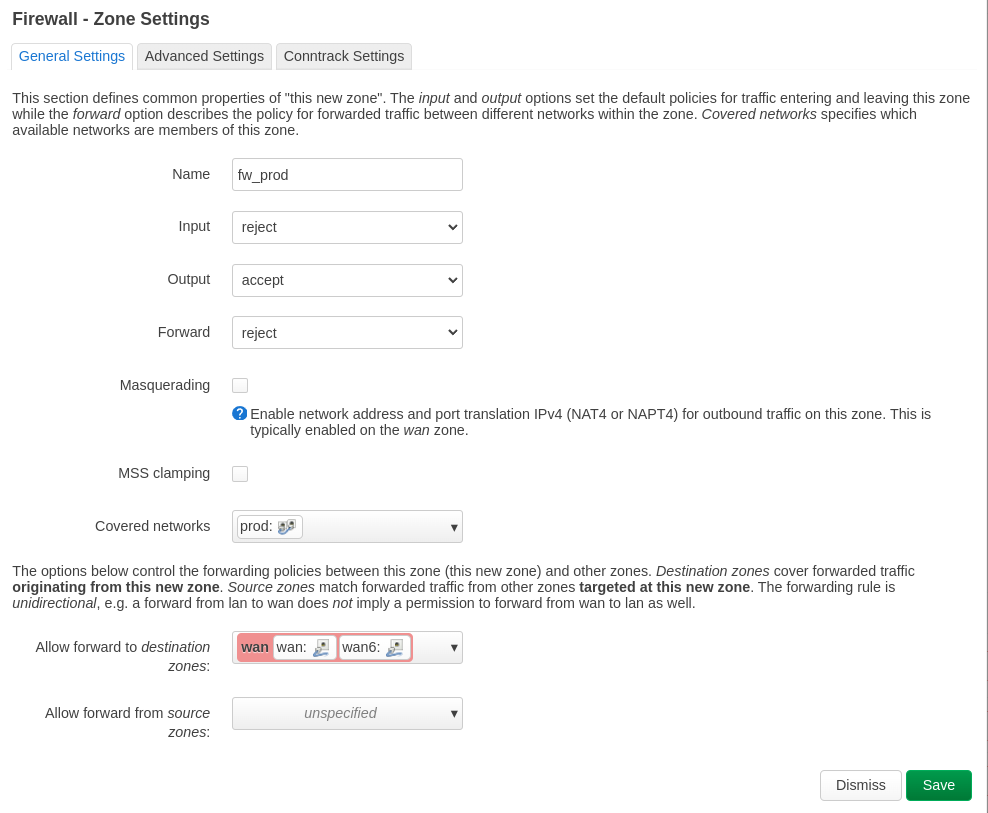 Firewall - Zone Settings
General Settings Advanced Settings Conntrack Settings
This section defines common properties of "this new zone". The input and output options set the default policies for traffic entering and leaving this zone
while the forward option describes the policy for forwarded traffic between different networks within the zone. Covered networks specifies which
available networks are members of this zone.
Name fw_prod
Input reject
Output accept
Forward reject
Masquerading
? Enable network address and port translation IPv4 (NAT4 or NAPT4) for outbound traffic on this zone. This is
typically enabled on the wan zone.
MSS clamping
Covered networks prod:
The options below control the forwarding policies between this zone (this new zone) and other zones. Destination zones cover forwarded traffic
originating from this new zone. Source zones match forwarded traffic from other zones targeted at this new zone. The forwarding rule is
unidirectional, e.g. a forward from lan to wan does not imply a permission to forward from wan to lan as well.
Allow forward to destination wan wan: wan6:
zones:
Allow forward from source unspecified
zones:
Dismiss Save